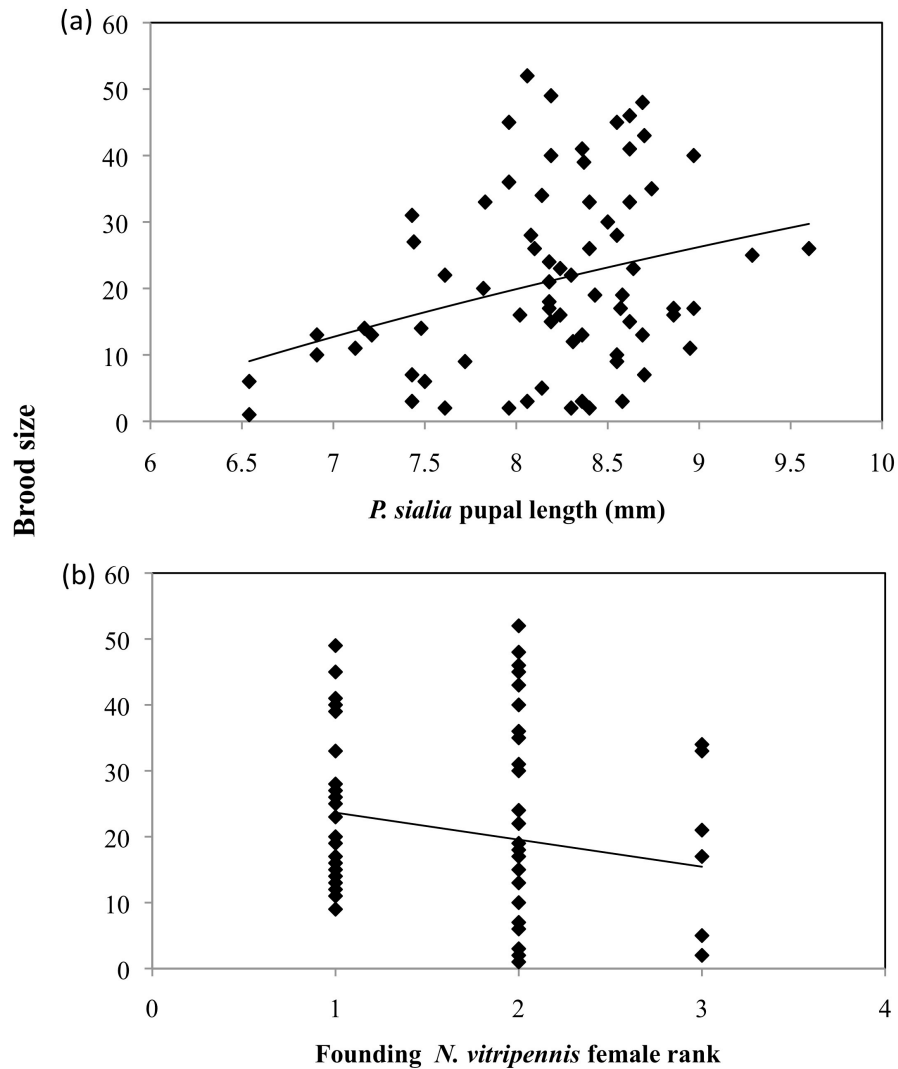 (a)
60
50
40
30
20
10
0
6 6.5 7 7.5 8 8.5 9 9.5 10
P. sialia pupal length (mm)
Brood size
(b)
60
50
40
30
20
10
0
0 1 2 3 4
Founding N. vitripennis female rank